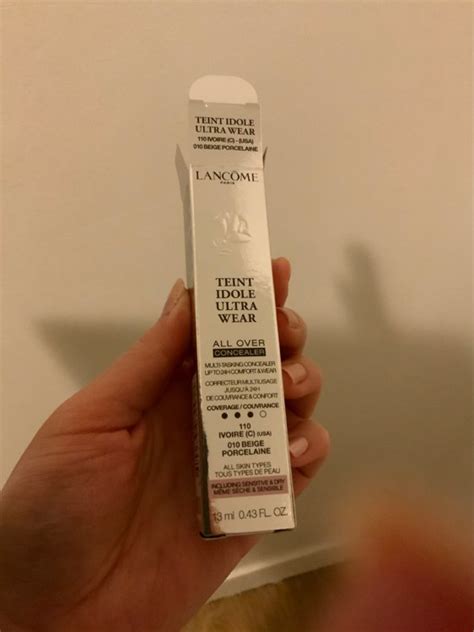 TEINT IDOLE
ULTRA WEAR
110 IVOIRE (C) - (USA)
010 BEIGE PORCELAINE
LANCÔME
PARIS
TEINT
IDOLE
ULTRA
WEAR
ALL OVER
CONCEALER
MULTI-TASKING CONCEALER
UP TO 24H COMFORT & WEAR
CORRECTEUR MULTI-USAGE
JUSQU'À 24H
DE COUVRANCE & CONFORT
COVERAGE / COUVRANCE
110
IVOIRE (C) (USA)
010 BEIGE
PORCELAINE
ALL SKIN TYPES
TOUS TYPES DE PEAU
INCLUDING SENSITIVE & DRY
MÊME SÈCHE & SENSIBLE
13 ml 0.43 FL. OZ.